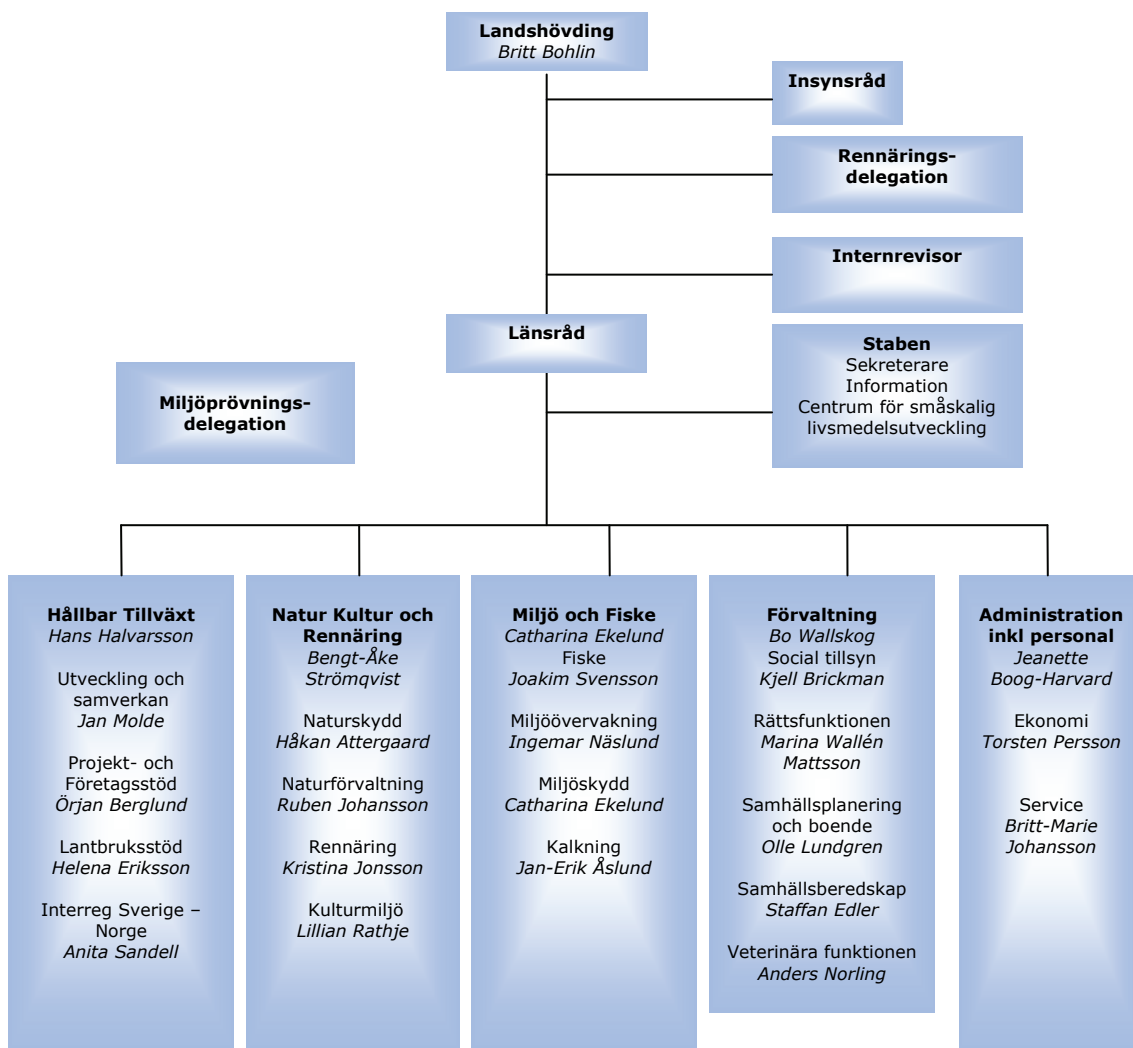 Landshövding
Britt Bohlin
Insynsråd
Rennärings-
delegation
Internrevisor
Länsråd
Staben
Sekreterare
Information
Centrum för småskalig
livsmedelsutveckling
Miljöprövnings-
delegation
Hållbar Tillväxt
Hans Halvarsson
Utveckling och
samverkan
Jan Molde
Projekt- och
Företagsstöd
Örjan Berglund
Lantbruksstöd
Helena Eriksson
Interreg Sverige –
Norge
Anita Sandell
Natur Kultur och
Rennäring
Bengt-Åke
Strömqvist
Naturskydd
Håkan Attergaard
Naturförvaltning
Ruben Johansson
Rennäring
Kristina Jonsson
Kulturmiljö
Lillian Rathje
Miljö och Fiske
Catharina Ekelund
Fiske
Joakim Svensson
Miljöövervakning
Ingemar Näslund
Miljöskydd
Catharina Ekelund
Kalkning
Jan-Erik Åslund
Förvaltning
Bo Wallskog
Social tillsyn
Kjell Brickman
Rättsfunktionen
Marina Wallén
Mattsson
Samhällsplanering
och boende
Olle Lundgren
Samhällsberedskap
Staffan Edler
Veterinära funktionen
Anders Norling
Administration
inkl personal
Jeanette
Boog-Harvard
Ekonomi
Torsten Persson
Service
Britt-Marie
Johansson